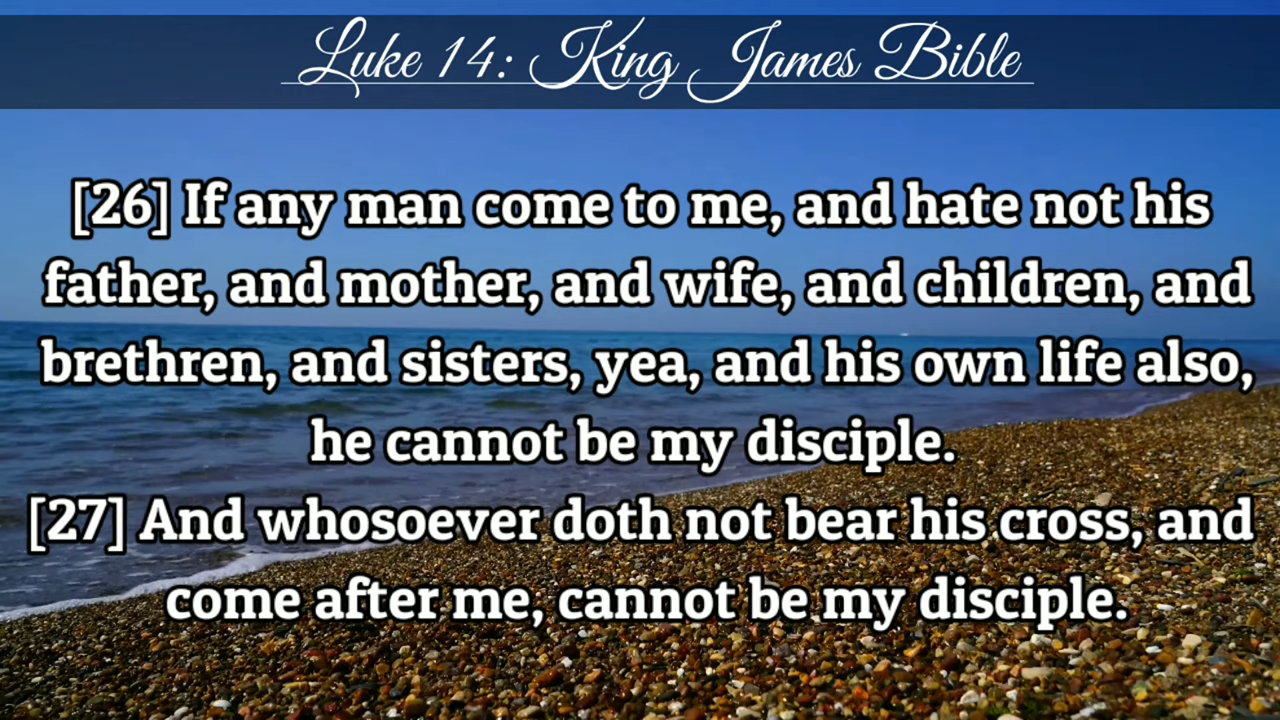 Luke 14: King James Bible
[26] If any man come to me, and hate not his
father, and mother, and wife, and children, and
brethren, and sisters, yea, and his own life also,
he cannot be my disciple.
[27] And whosoever doth not bear his cross, and
come after me, cannot be my disciple.